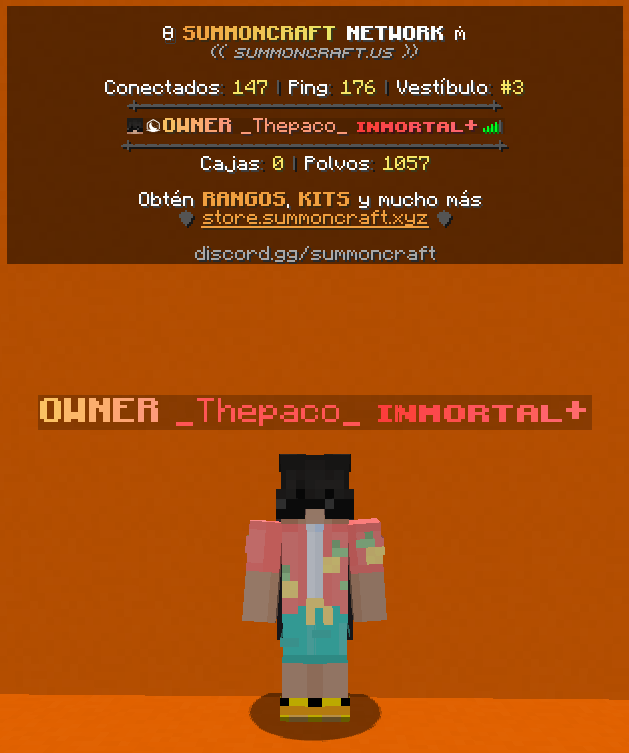 SUMMONCRAFT NETWORK
(( SUMMONCRAFT.US ))
Conectados: 147 | Ping: 176 | Vestíbulo: #3
OWNER _Thepaco_ INMORTAL+
Cajas: 0 | Polvos: 1057
Obtén RANGOS, KITS y mucho más
store.summoncraft.xyz
discord.gg/summoncraft
OWNER _Thepaco_ INMORTAL+